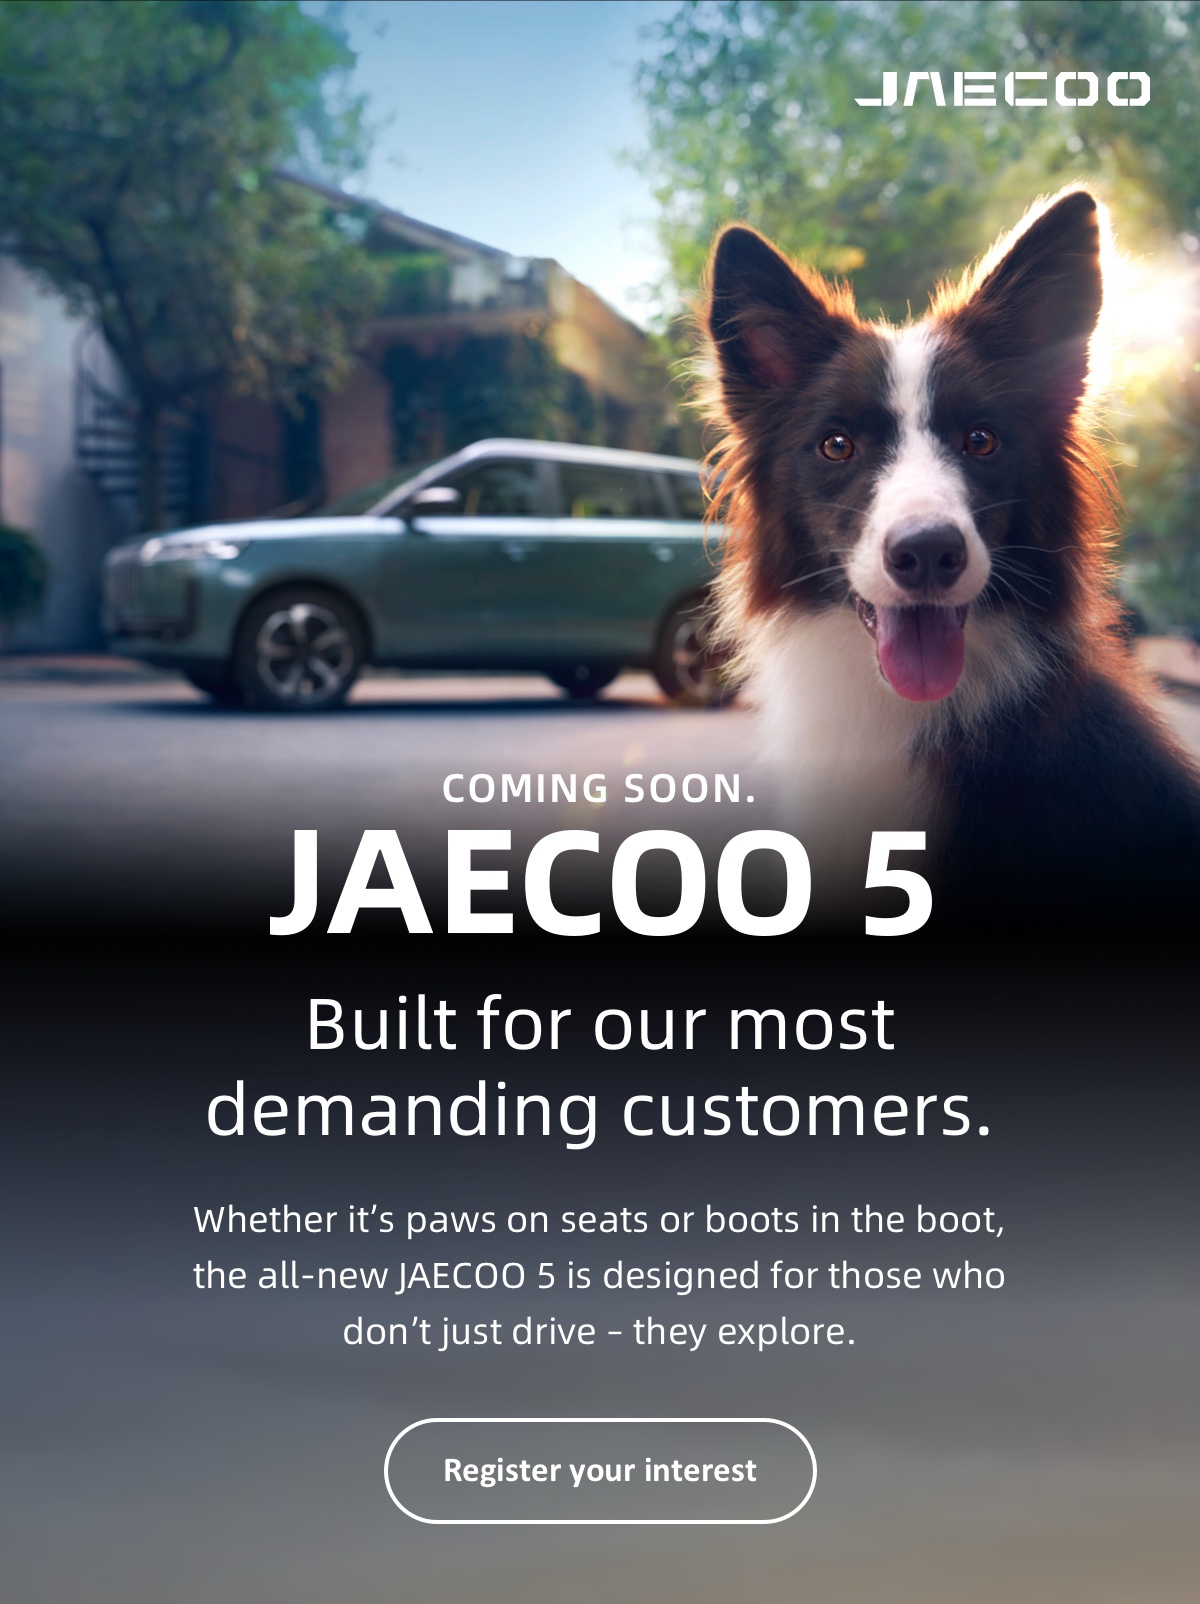 JAECOO
COMING SOON.
JAECOO 5
Built for our most
demanding customers.
Whether it’s paws on seats or boots in the boot,
the all-new JAECOO 5 is designed for those who
don’t just drive – they explore.
Register your interest